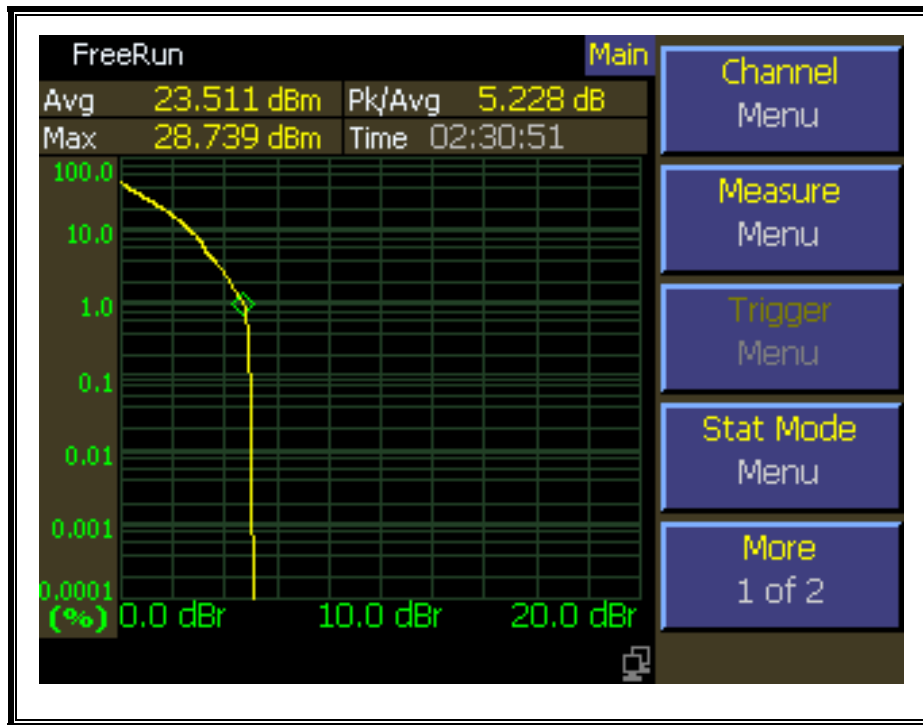 FreeRun Main
Avg 23.511 dBm Pk/Avg 5.228 dB
Max 28.739 dBm Time 02:30:51
100.0
10.0
1.0
0.1
0.01
0.001
0.0001
(%) 0.0 dBr 10.0 dBr 20.0 dBr
Channel
Menu
Measure
Menu
Trigger
Menu
Stat Mode
Menu
More
1 of 2